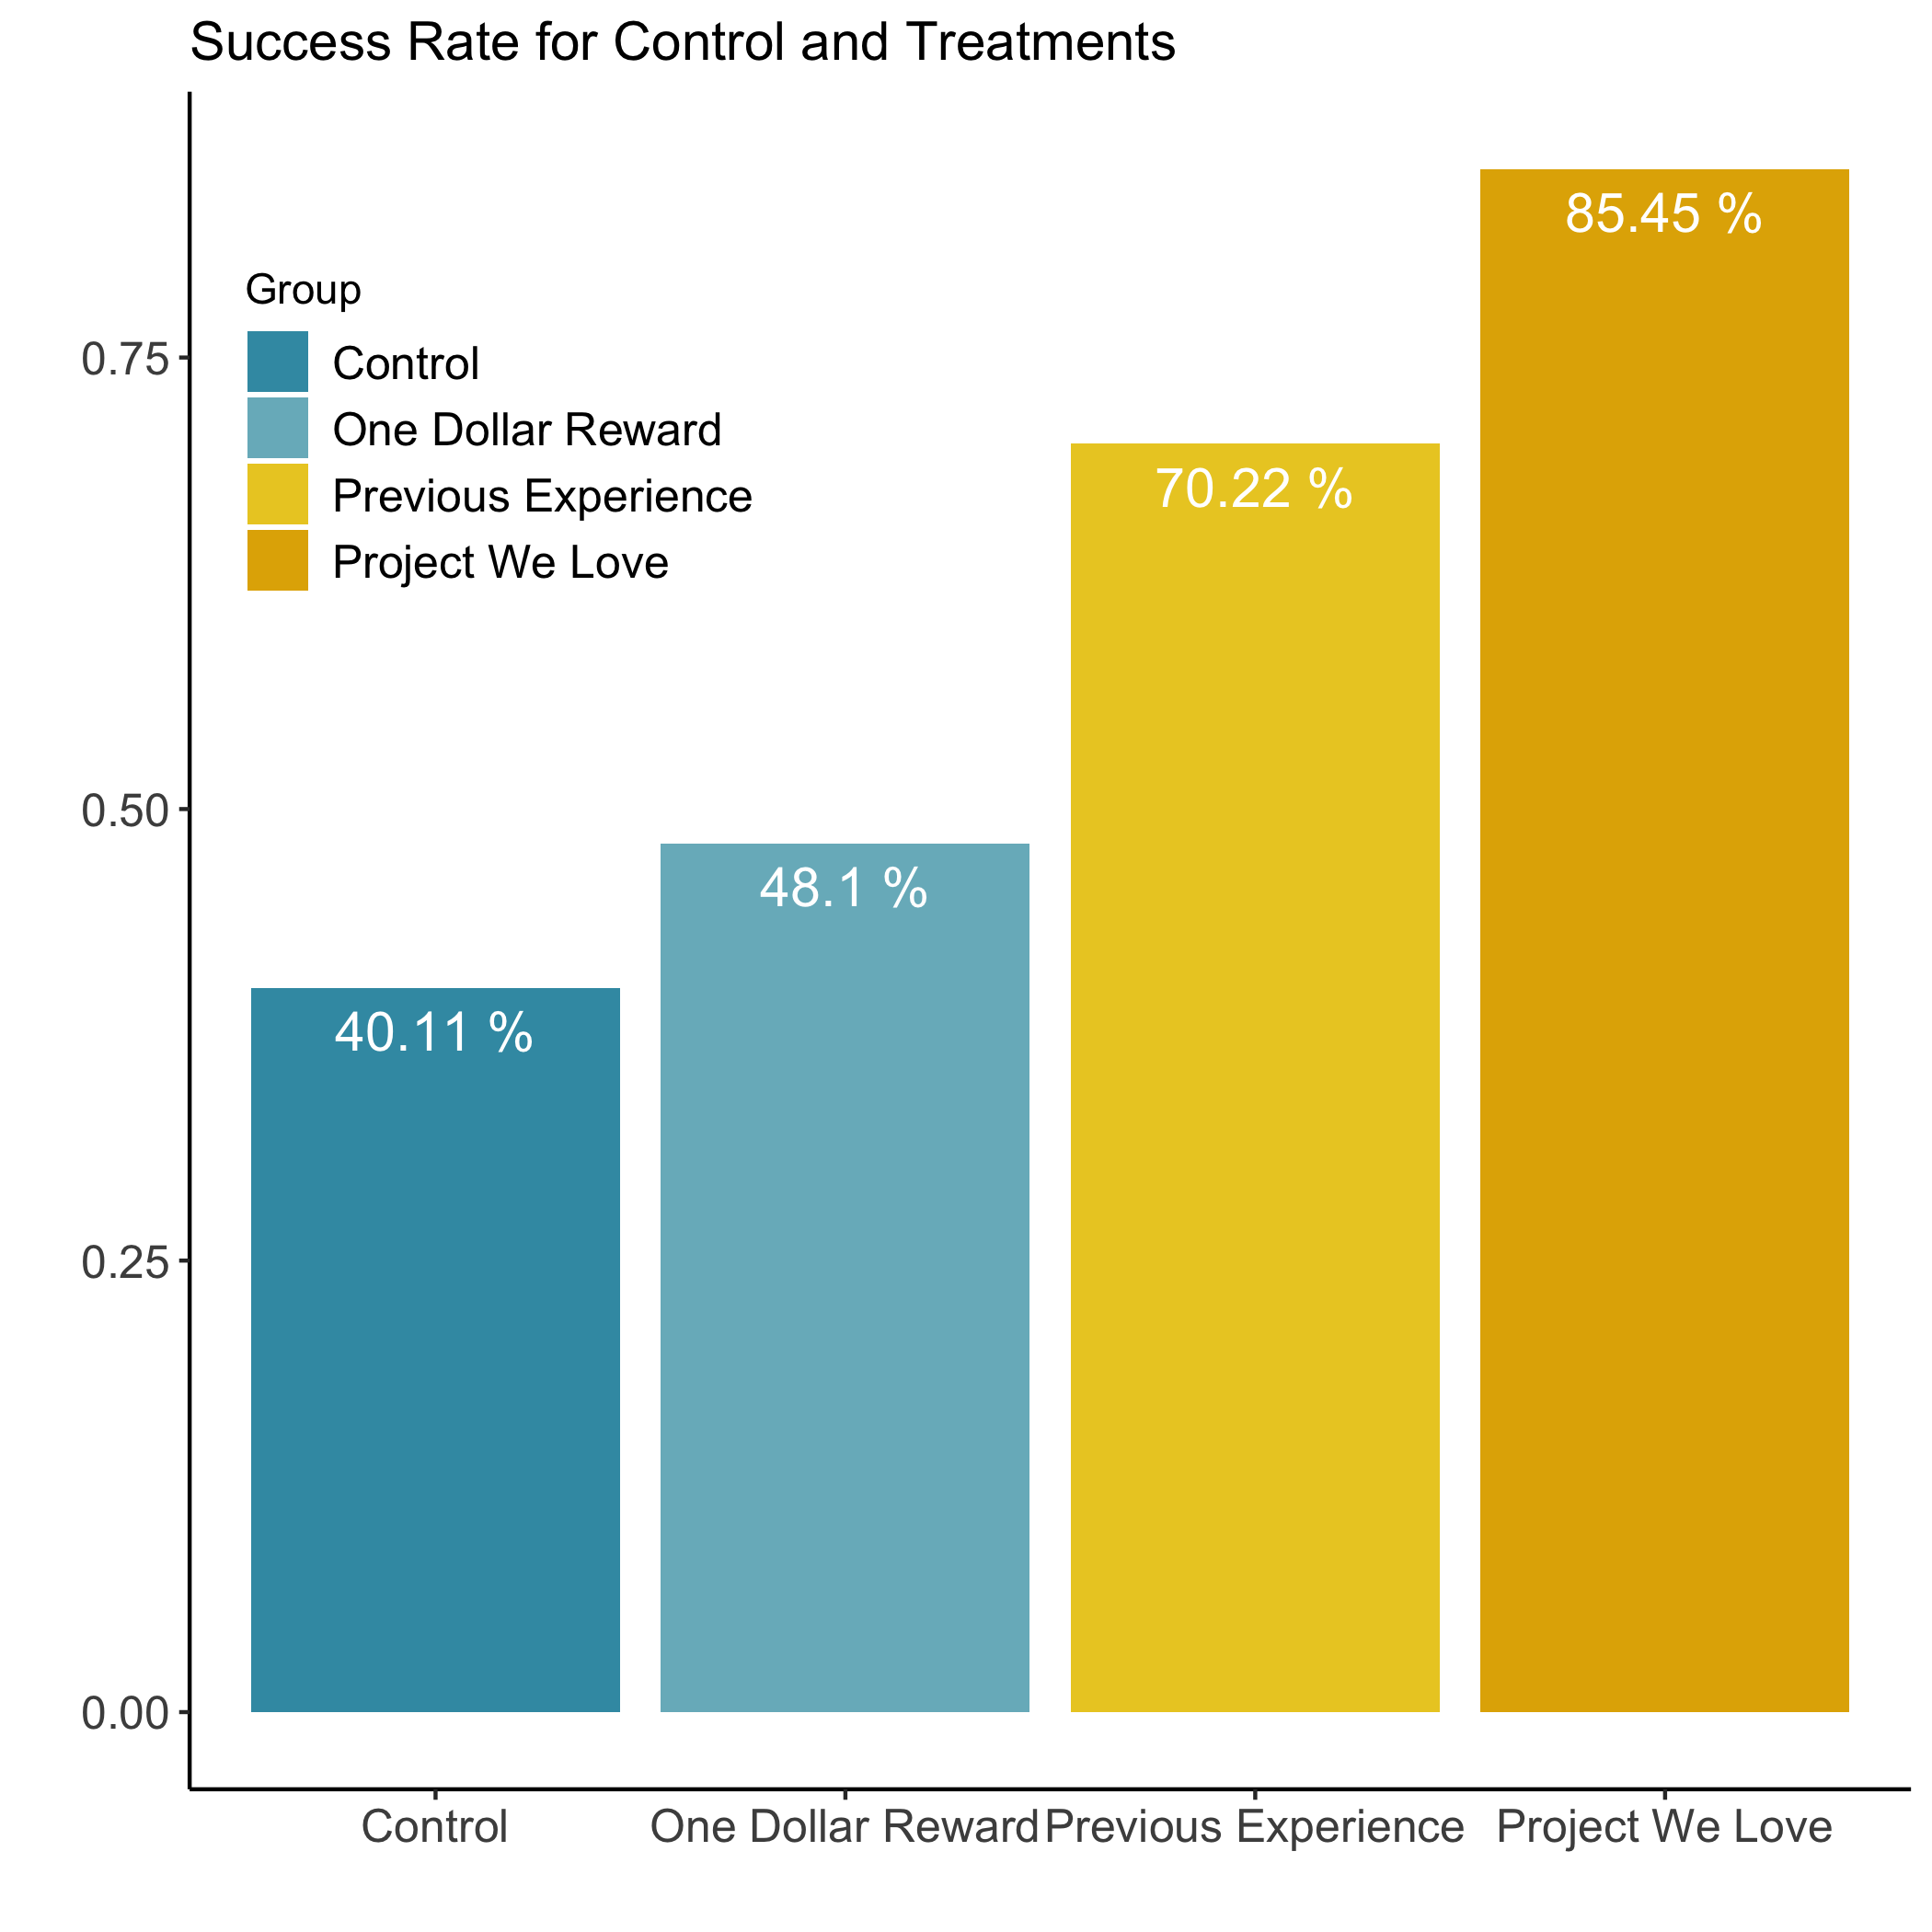 Success Rate for Control and Treatments
85.45 %
Group
Control
One Dollar Reward
Previous Experience
Project We Love
0.75
70.22 %
0.50
48.1 %
40.11 %
0.25
0.00
Control
One Dollar Reward
Previous Experience
Project We Love